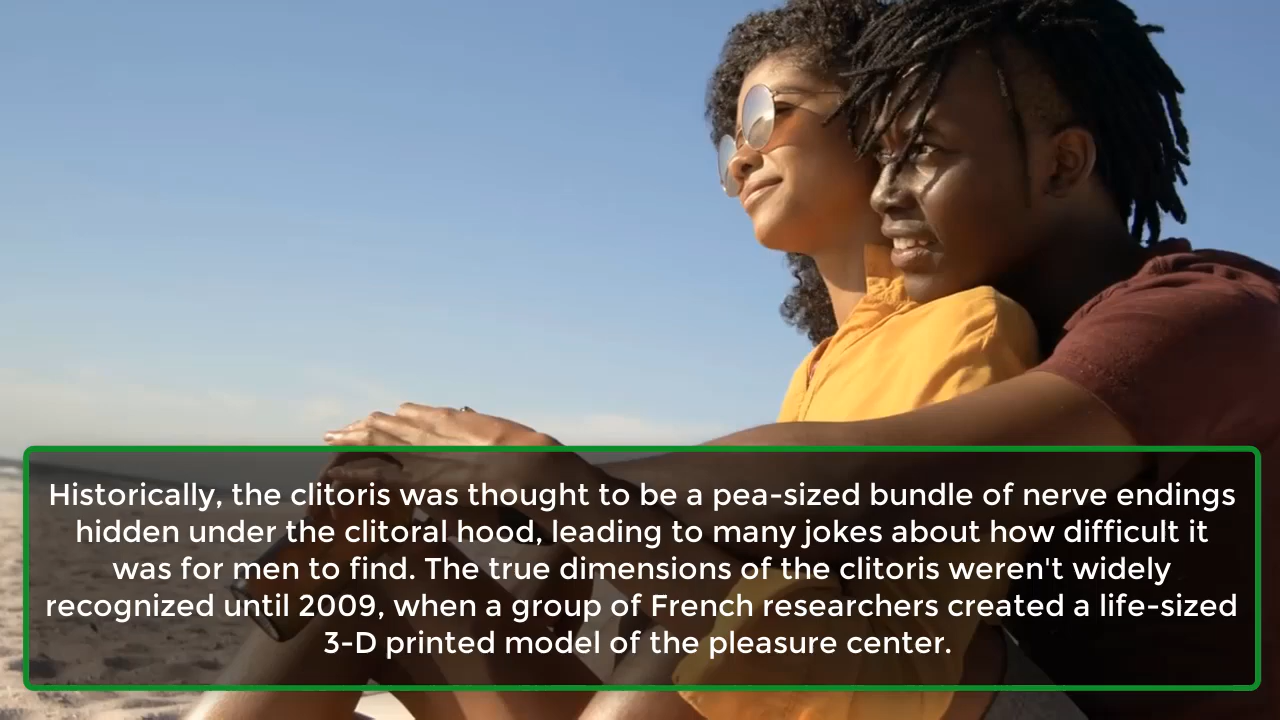 Historically, the clitoris was thought to be a pea-sized bundle of nerve endings
hidden under the clitoral hood, leading to many jokes about how difficult it
was for men to find. The true dimensions of the clitoris weren't widely
recognized until 2009, when a group of French researchers created a life-sized
3-D printed model of the pleasure center.